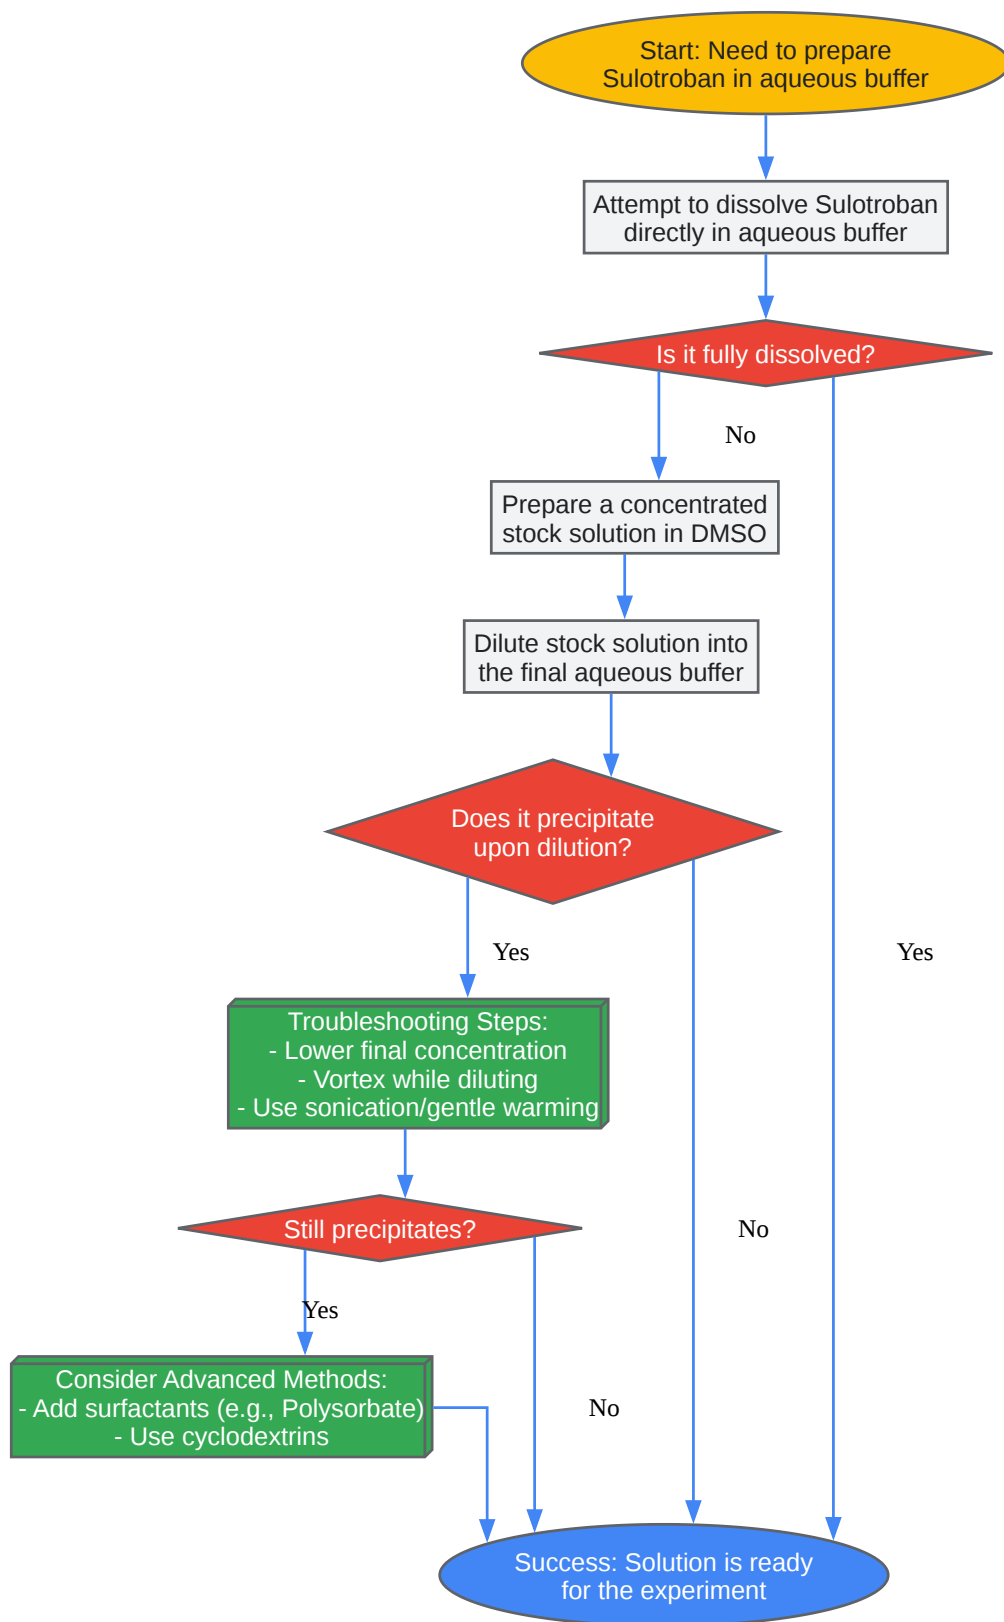 Start: Need to prepare
Sulotroban in aqueous buffer
Attempt to dissolve Sulotroban
directly in aqueous buffer
Is it fully dissolved?
No
Prepare a concentrated
stock solution in DMSO
Dilute stock solution into
the final aqueous buffer
Does it precipitate
upon dilution?
Yes
Yes
Troubleshooting Steps:
- Lower final concentration
- Vortex while diluting
- Use sonication/gentle warming
Still precipitates?
No
Yes
Consider Advanced Methods:
- Add surfactants (e.g., Polysorbate)
- Use cyclodextrins
No
Success: Solution is ready
for the experiment